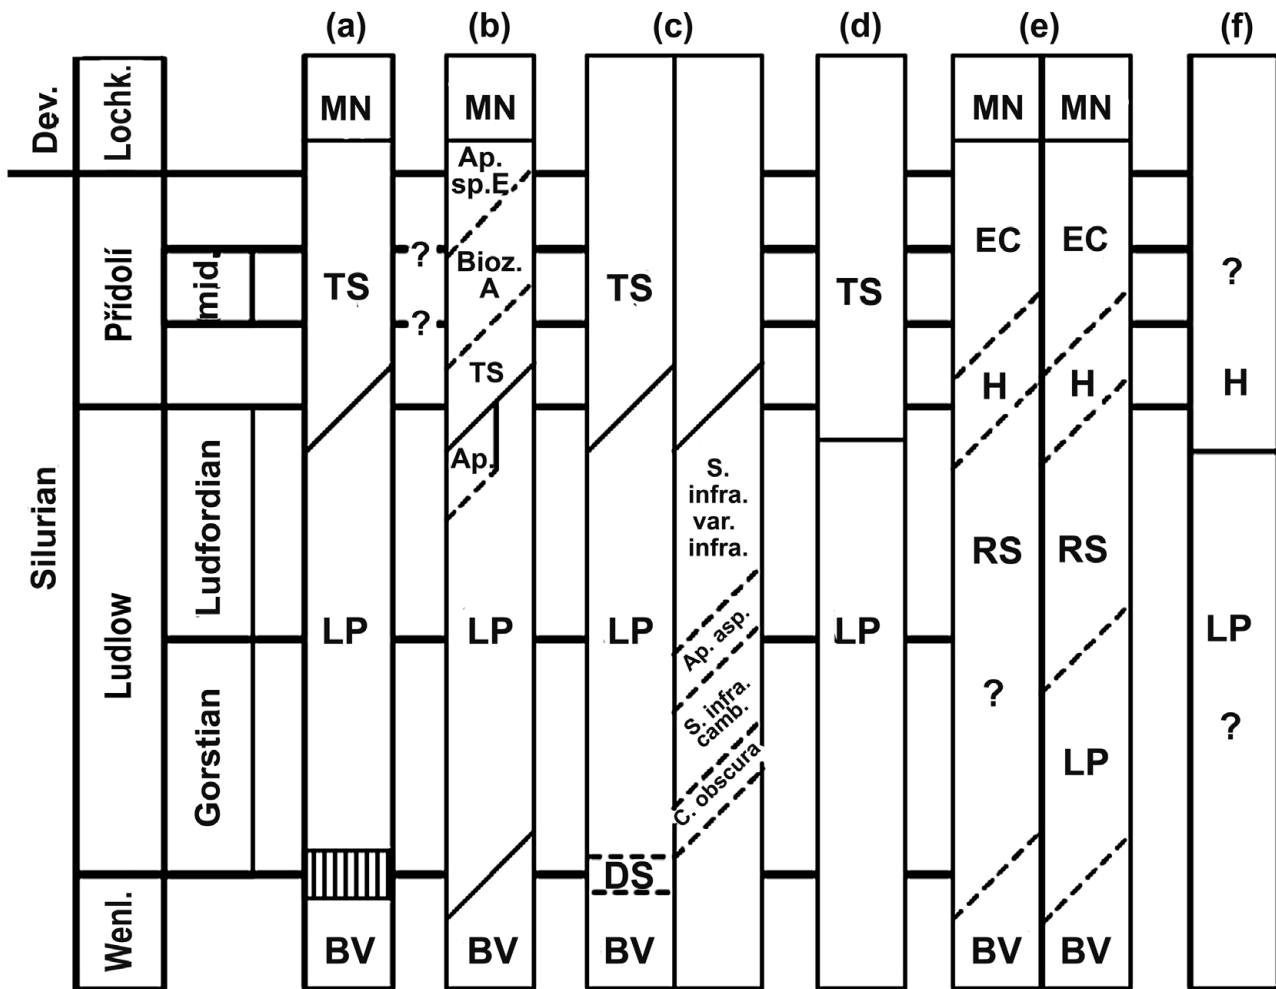 (a) (b) (c) (d) (e) (f)
Dev.
Lochk.
Silurian
Přídolí
mid.
Ludlow
Ludfordian
Gorstian
Wenl.
MN
TS
LP
BV
? 
?
MN
Ap.
sp.E
Bioz.
A
TS
Ap.
LP
BV
TS
LP
DS
BV
S.
infra.
var.
infra.
Ap. asp.
S. infra.
camb.
C. obscura
TS
LP
MN
EC
H
RS
?
BV
MN
EC
H
RS
LP
BV
?
H
LP
?